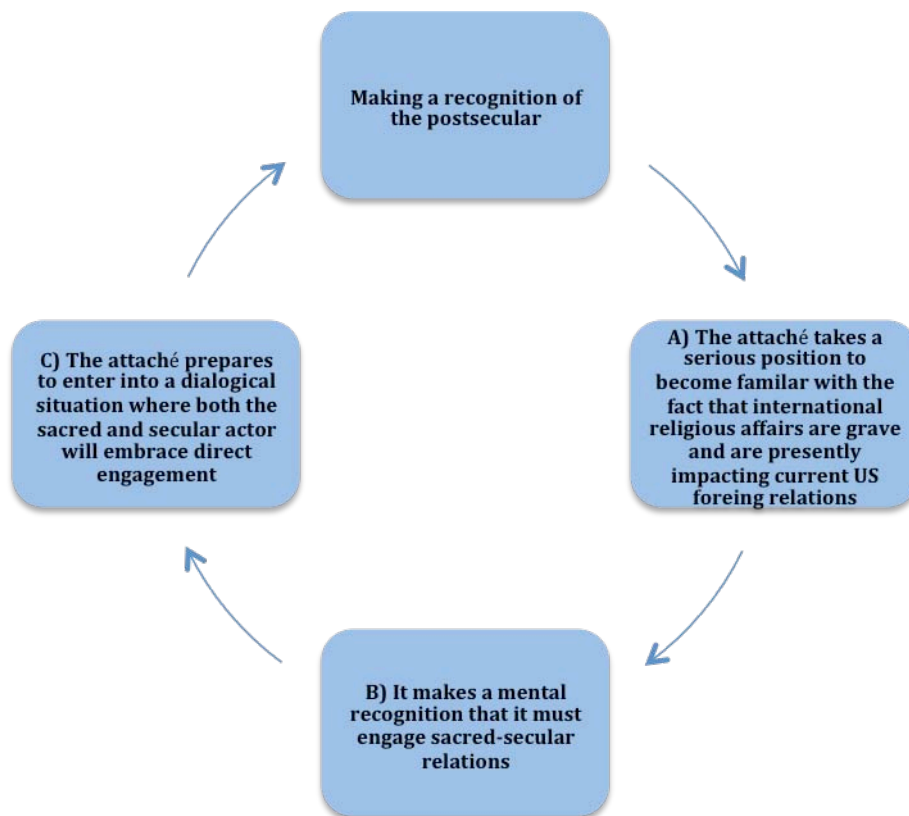 Making a recognition of
the postsecular
A) The attaché takes a
serious position to
become familar with the
fact that international
religious affairs are grave
and are presently
impacting current US
foreing relations
B) It makes a mental
recognition that it must
engage sacred-secular
relations
C) The attaché prepares
to enter into a dialogical
situation where both the
sacred and secular actor
will embrace direct
engagement